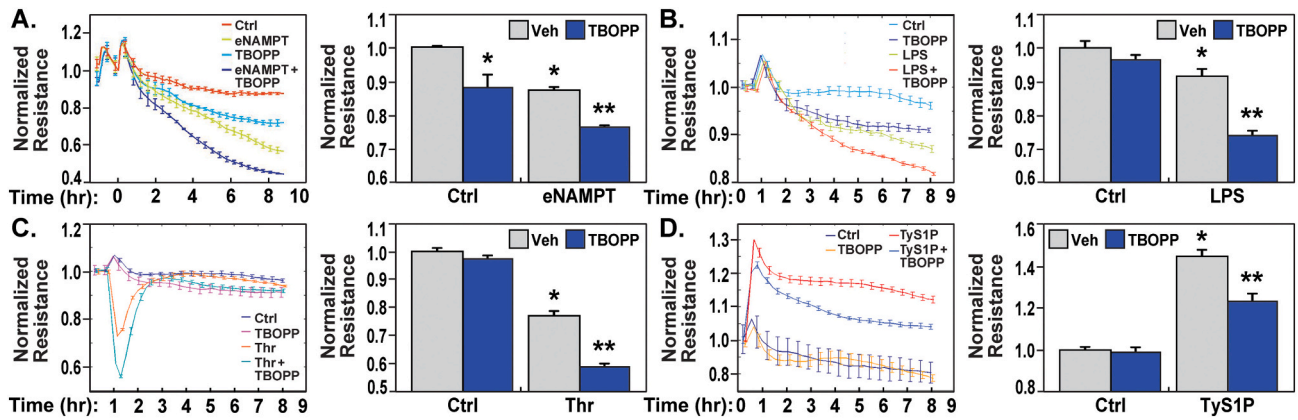 A.
Normalized
Resistance
1.2
1.0
0.8
0.6
0.4
Ctrl
eNAMPT
TBOPP
eNAMPT+
TBOPP
Time (hr): 0 2 4 6 8 10
Normalized
Resistance
1.1
1.0
0.9
0.8
0.7
0.6
Veh TBOPP
*
*
**
Ctrl eNAMPT
B.
Normalized
Resistance
1.1
1.0
0.9
0.8
Ctrl
TBOPP
LPS
LPS+
TBOPP
Time (hr): 0 1 2 3 4 5 6 7 8 9
Normalized
Resistance
1.1
1.0
0.9
0.8
0.7
0.6
Veh TBOPP
*
**
Ctrl LPS
C.
Normalized
Resistance
1.2
1.0
1.2
1.0
Ctrl
TBOPP
Thr
Thr+
TBOPP
Time (hr): 1 2 3 4 5 6 7 8 9
Normalized
Resistance
1.1
1.0
0.9
0.8
0.7
0.6
0.5
Veh TBOPP
*
**
Ctrl Thr
D.
Normalized
Resistance
1.3
1.2
1.0
0.8
Ctrl
TBOPP
TyS1P
TyS1P+
TBOPP
Time (hr): 0 1 2 3 4 5 6 7 8 9
Normalized
Resistance
1.6
1.4
1.2
1.0
0.8
Veh TBOPP
*
**
Ctrl TyS1P